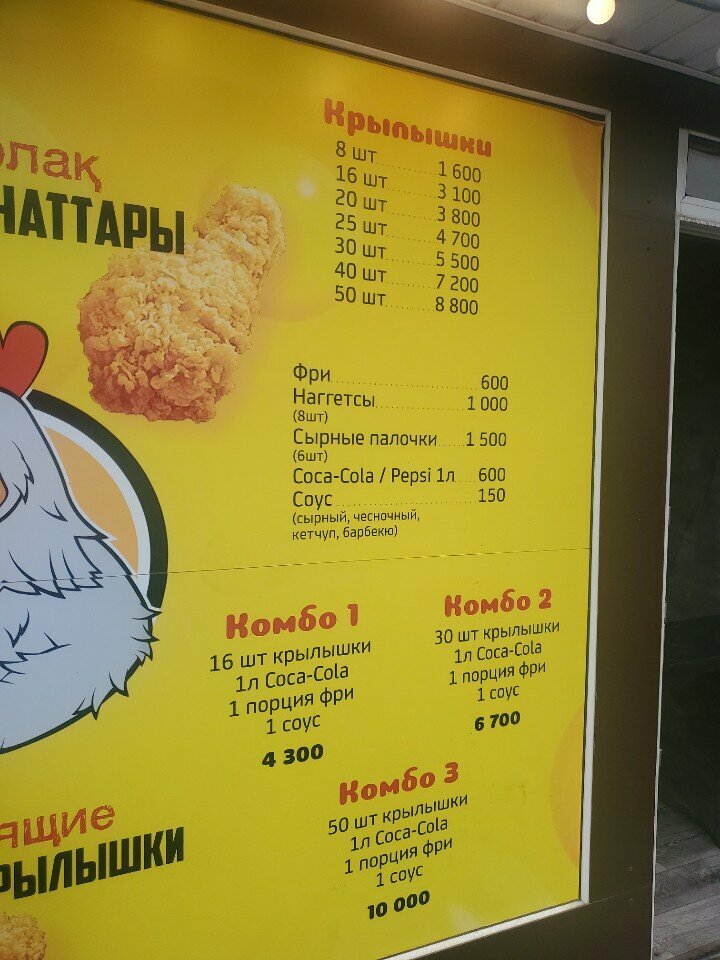 олақ
НАТТАРЫ
Крылышки
8 шт 1 600
16 шт 3 100
20 шт 3 800
25 шт 4 700
30 шт 5 500
40 шт 7 200
50 шт 8 800
Фри 600
Наггетсы 1 000
(8шт)
Сырные палочки 1 500
(6шт)
Coca-Cola / Pepsi 1л 600
Соус 150
(сырный, чесночный,
кетчуп, барбекю)
Комбо 1
16 шт крылышки
1л Coca-Cola
1 порция фри
1 соус
4 300
Комбо 2
30 шт крылышки
1л Coca-Cola
1 порция фри
1 соус
6 700
Комбо 3
50 шт крылышки
1л Coca-Cola
1 порция фри
1 соус
10 000
ящие
РЫЛЫШКИ